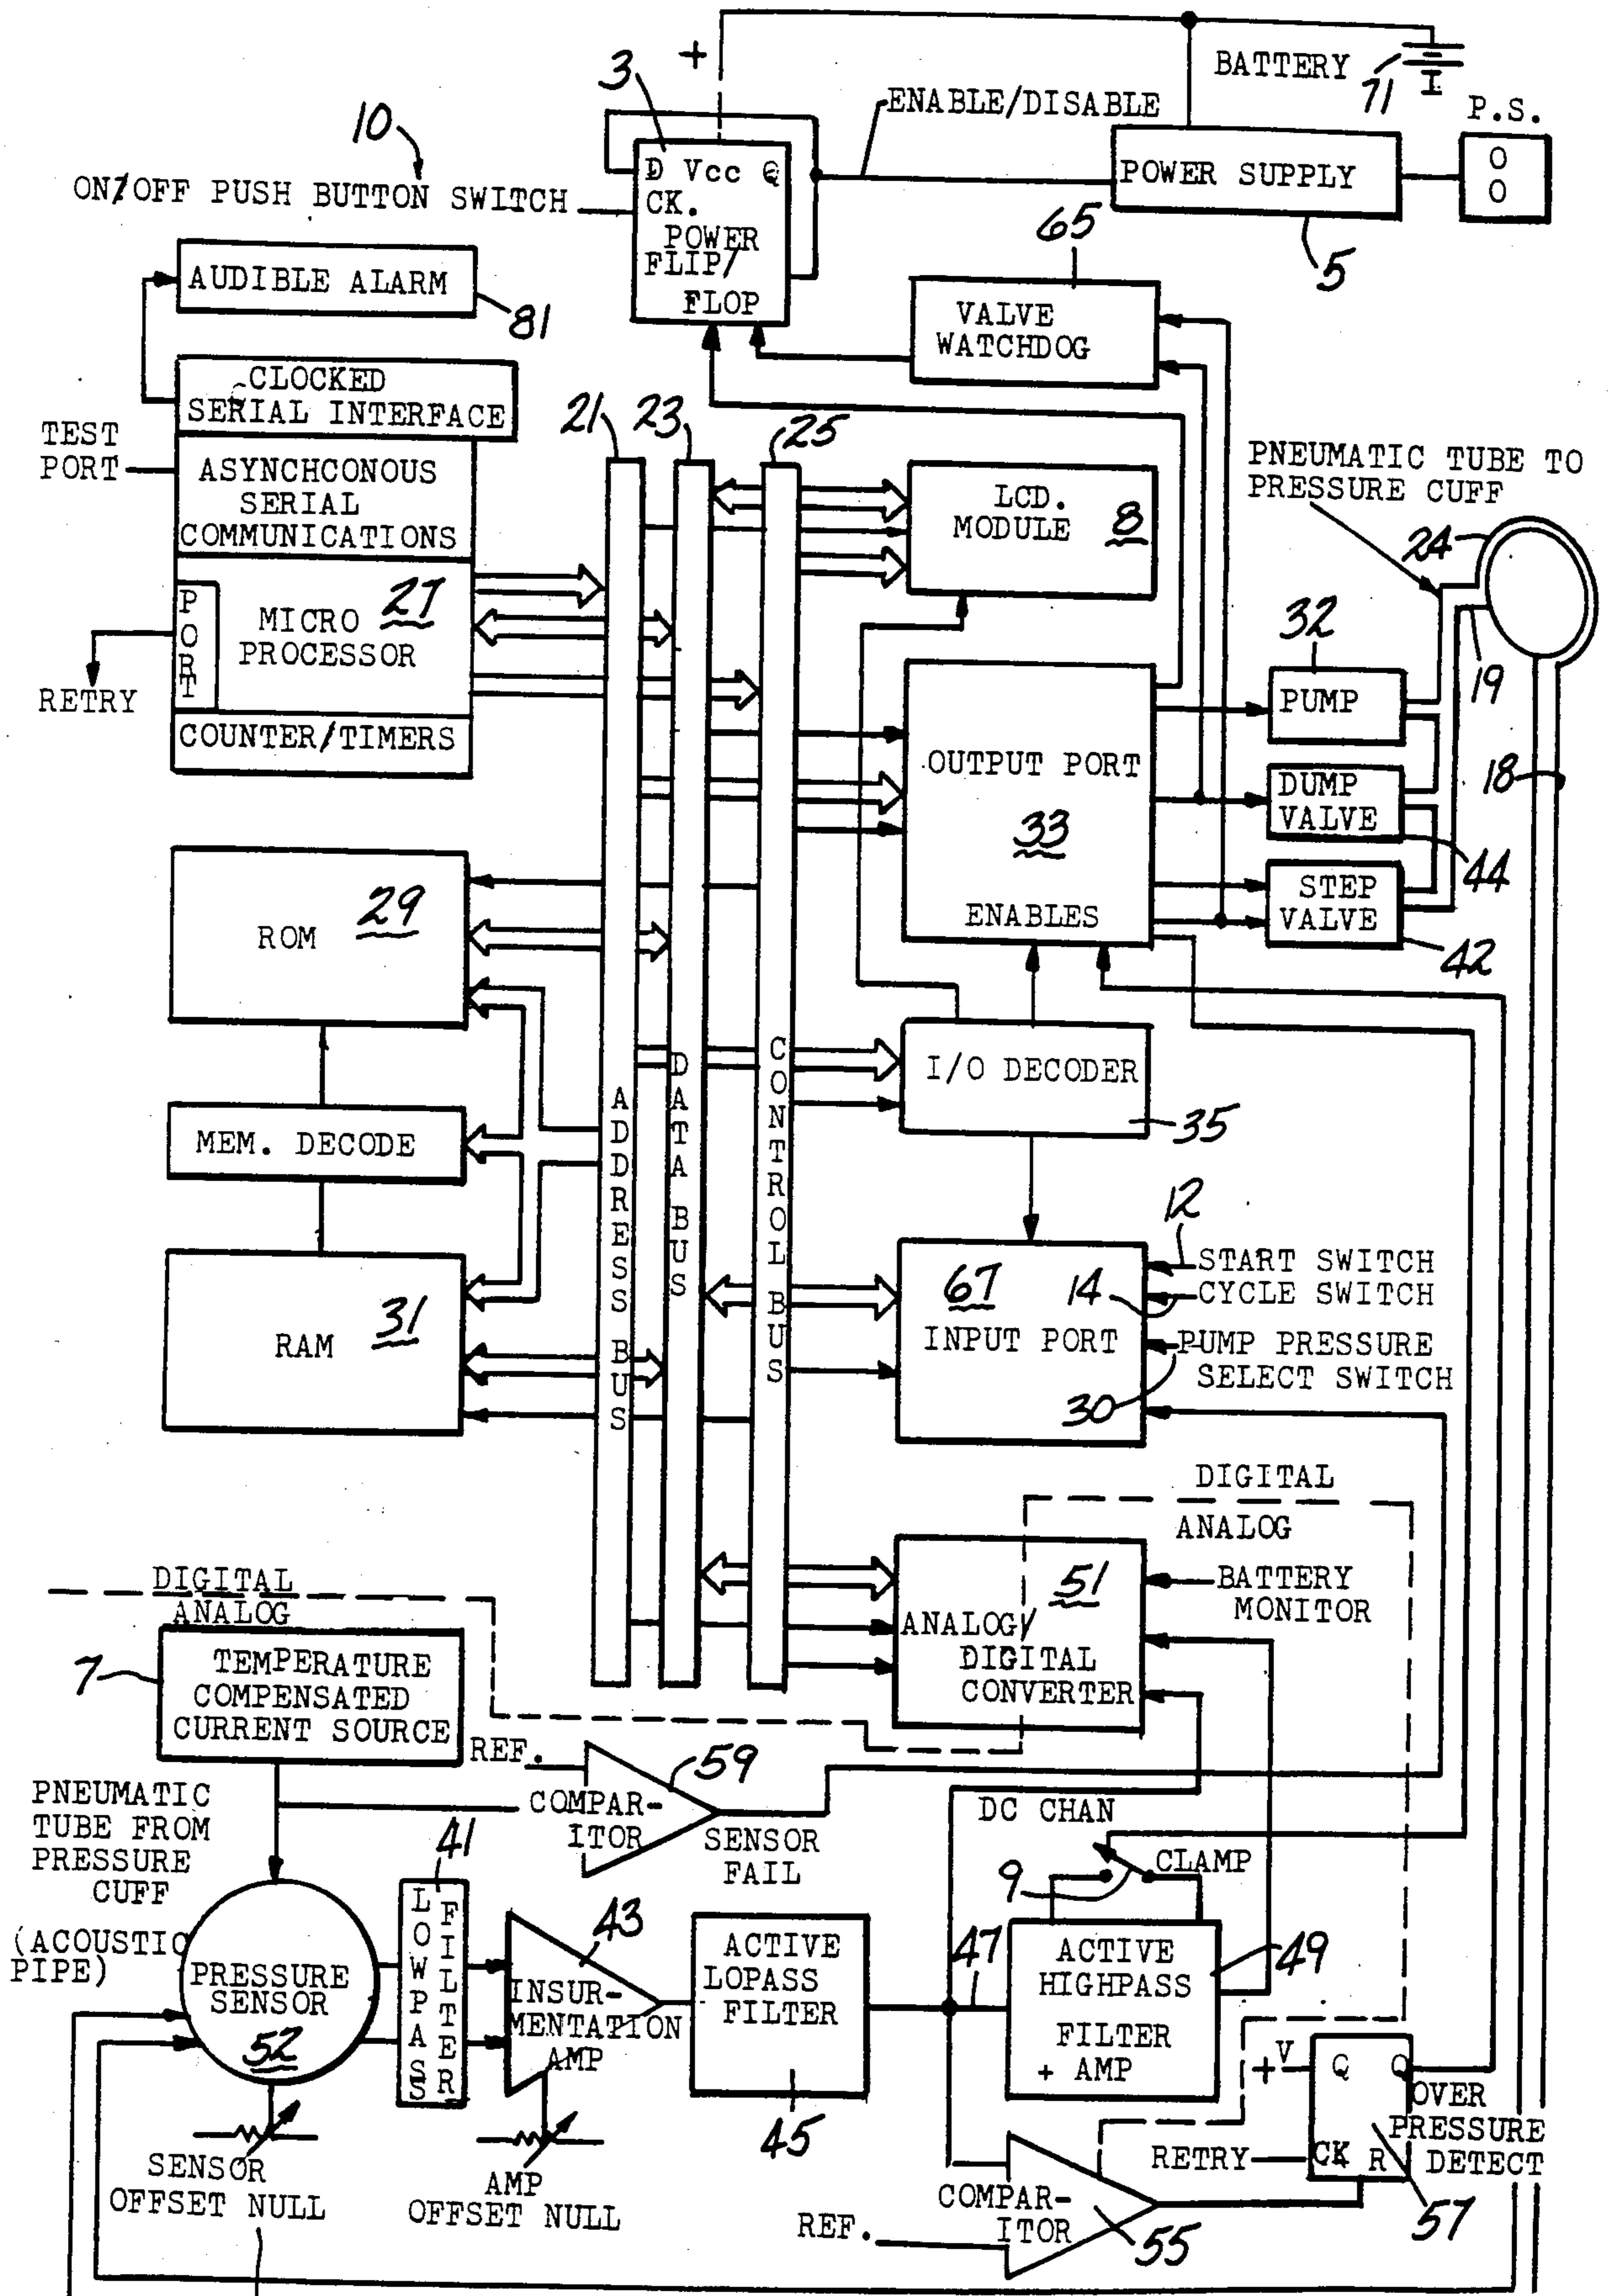 +
BATTERY
71
3
ENABLE/DISABLE
P.S.
10
D Vcc Q
POWER SUPPLY
O
O
ON/OFF PUSH BUTTON SWITCH
CK.
POWER
FLIP/
FLOP
65
5
AUDIBLE ALARM
81
VALVE
WATCHDOG
CLOCKED
SERIAL INTERFACE
TEST
PORT
21
23
25
ASYNCHCONOUS
SERIAL
COMMUNICATIONS
LCD.
MODULE
8
PNEUMATIC TUBE TO
PRESSURE CUFF
24
PORT
27
MICRO
PROCESSOR
RETRY
COUNTER/TIMERS
32
PUMP
19
OUTPUT PORT
33
ENABLES
DUMP
VALVE
18
44
STEP
VALVE
42
29
ROM
ADDRESS BUS
DATA BUS
CONTROL BUS
I/O DECODER
35
MEM. DECODE
12
START SWITCH
67
14
CYCLE SWITCH
31
RAM
INPUT PORT
PUMP PRESSURE
SELECT SWITCH
30
DIGITAL
ANALOG
51
BATTERY
MONITOR
ANALOG/
DIGITAL
CONVERTER
DIGITAL
ANALOG
7
TEMPERATURE
COMPENSATED
CURRENT SOURCE
REF.
59
COMPAR-
ITOR
SENSOR
FAIL
DC CHAN
CLAMP
9
PNEUMATIC
TUBE FROM
PRESSURE
CUFF
(ACOUSTIC
PIPE)
41
LOWPASS
FILTER
PRESSURE
SENSOR
52
43
INSUR-
MENTATION
AMP
ACTIVE
LOPASS
FILTER
45
47
ACTIVE
HIGHPASS
FILTER
+ AMP
49
+V
Q Q
OVER
PRESSURE
DETECT
RETRY
CK R
57
SENSOR
OFFSET NULL
AMP
OFFSET NULL
COMPAR-
ITOR
REF.
55